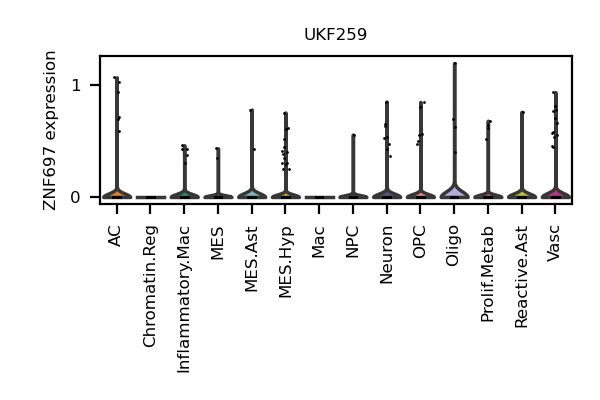 UKF259
ZNF697 expression
1
0
AC
Chromatin.Reg
Inflammatory.Mac
MES
MES.Ast
MES.Hyp
Mac
NPC
Neuron
OPC
Oligo
Prolif.Metab
Reactive.Ast
Vasc